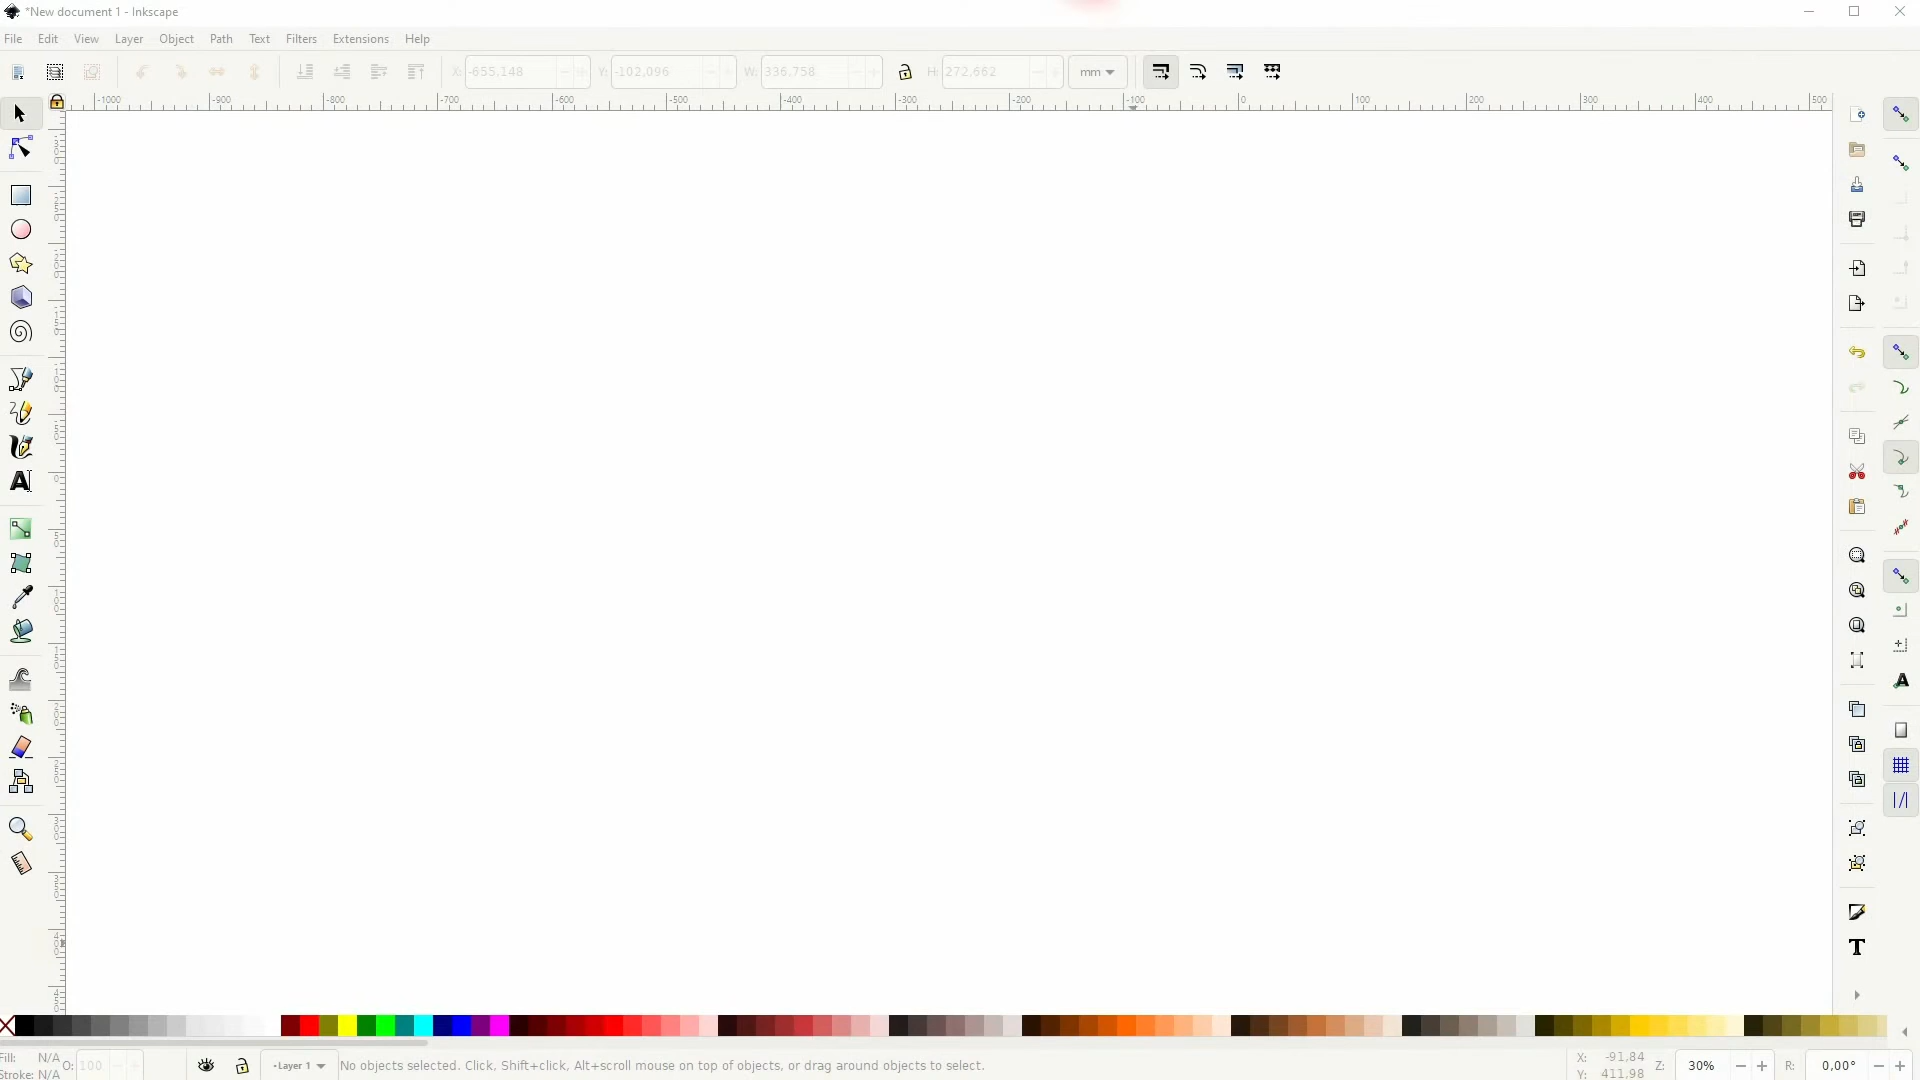 *New document 1 - Inkscape
File Edit View Layer Object Path Text Filters Extensions Help
X: -655,148 Y: -102,096 W: 336,758 H: 272,662 mm
-1000 -900 -800 -700 -600 -500 -400 -300 -200 -100 0 100 200 300 400 500
Fill: N/A O: 100 Layer 1 No objects selected. Click, Shift+click, Alt+scroll mouse on top of objects, or drag around objects to select. X: -91,84 Z: 30% R: 0,00°
Stroke: N/A Y: 411,98